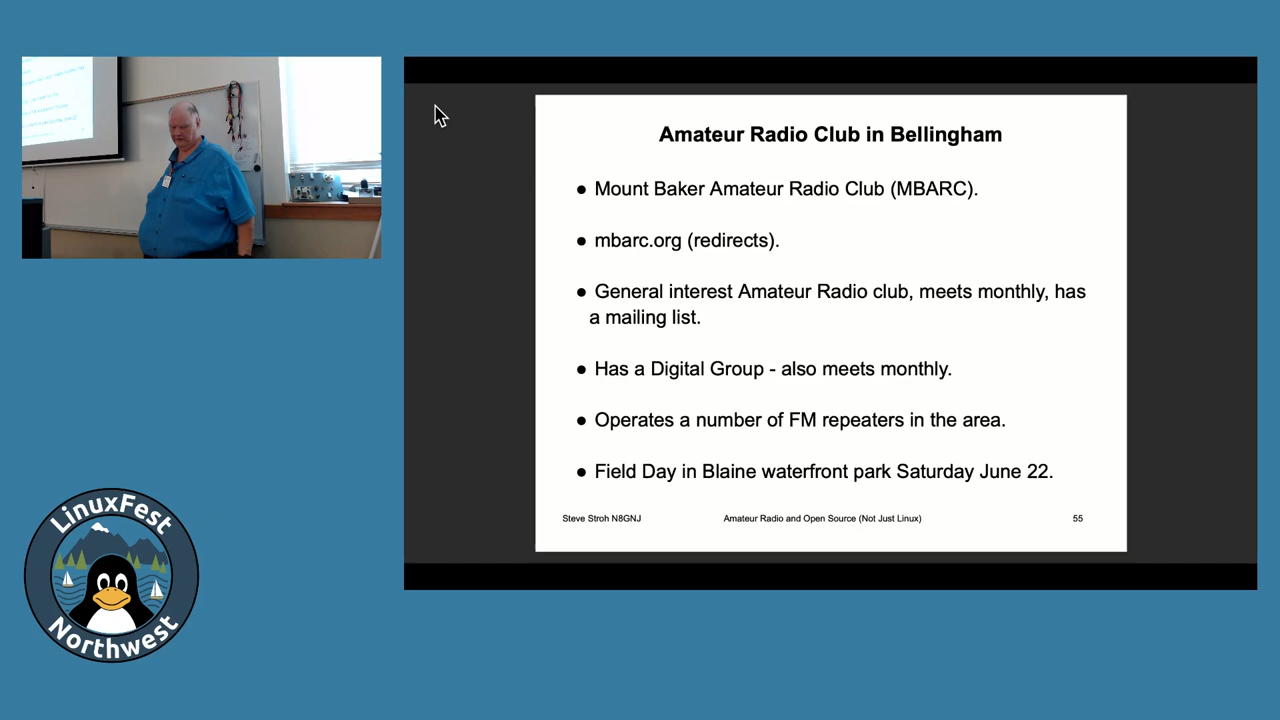 Amateur Radio Club in Bellingham
● Mount Baker Amateur Radio Club (MBARC).
● mbarc.org (redirects).
● General interest Amateur Radio club, meets monthly, has
a mailing list.
● Has a Digital Group - also meets monthly.
● Operates a number of FM repeaters in the area.
● Field Day in Blaine waterfront park Saturday June 22.
Steve Stroh N8GNJ
Amateur Radio and Open Source (Not Just Linux)
55
LinuxFest
Northwest